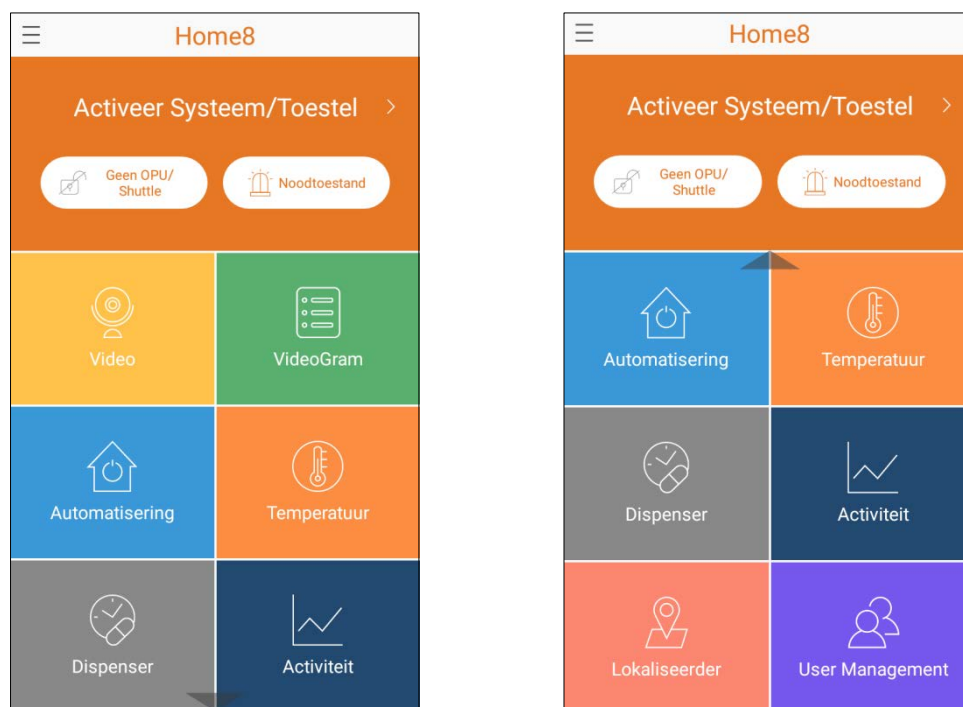 Home8
Activeer Systeem/Toestel
Geen OPU/
Shuttle
Noodtoestand
Video
VideoGram
Automatisering
Temperatuur
Dispenser
Activiteit
Home8
Activeer Systeem/Toestel
Geen OPU/
Shuttle
Noodtoestand
Automatisering
Temperatuur
Dispenser
Activiteit
Lokaliseerder
User Management